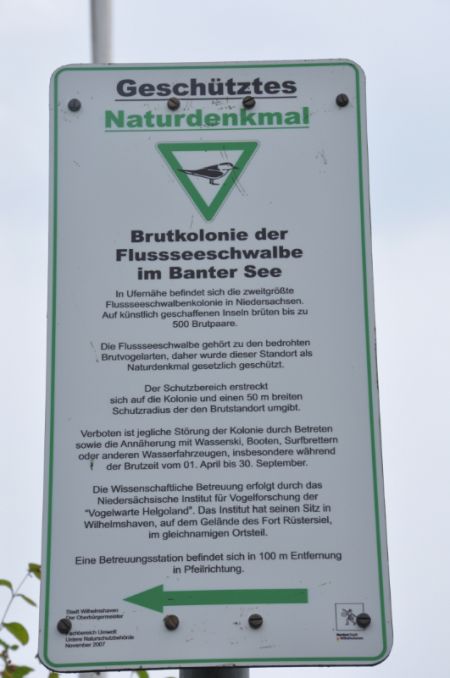 Geschütztes
Naturdenkmal
Brutkolonie der
Flussseeschwalbe
im Banter See
In Ufernähe befindet sich die zweitgrößte
Flussseeschwalbenkolonie in Niedersachsen.
Auf künstlich geschaffenen Inseln brüten bis zu
500 Brutpaare.
Die Flussseeschwalbe gehört zu den bedrohten
Brutvogelarten, daher wurde dieser Standort als
Naturdenkmal gesetzlich geschützt.
Der Schutzbereich erstreckt
sich auf die Kolonie und einen 50 m breiten
Schutzradius der den Brutstandort umgibt.
Verboten ist jegliche Störung der Kolonie durch Betreten
sowie die Annäherung mit Wasserski, Booten, Surfbrettern
oder anderen Wasserfahrzeugen, insbesondere während
der Brutzeit vom 01. April bis 30. September.
Die Wissenschaftliche Betreuung erfolgt durch das
Niedersächsische Institut für Vogelforschung der
"Vogelwarte Helgoland". Das Institut hat seinen Sitz in
Wilhelmshaven, auf dem Gelände des Fort Rüstersiel,
im gleichnamigen Ortsteil.
Eine Betreuungsstation befindet sich in 100 m Entfernung
in Pfeilrichtung.
Stadt Wilhelmshaven
Der Oberbürgermeister
Fachbereich Umwelt
Untere Naturschutzbehörde
November 2007